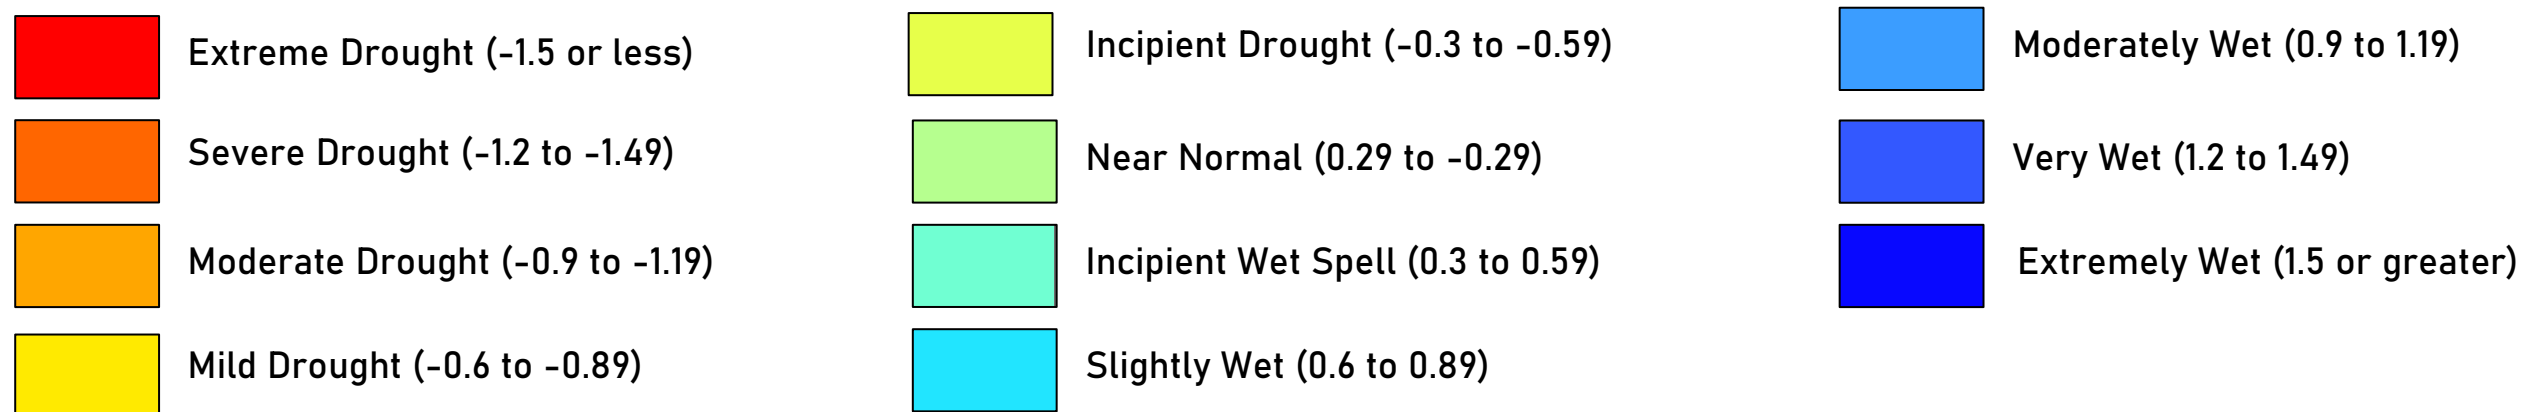 Extreme Drought (-1.5 or less)
Severe Drought (-1.2 to -1.49)
Moderate Drought (-0.9 to -1.19)
Mild Drought (-0.6 to -0.89)
Incipient Drought (-0.3 to -0.59)
Near Normal (0.29 to -0.29)
Incipient Wet Spell (0.3 to 0.59)
Slightly Wet (0.6 to 0.89)
Moderately Wet (0.9 to 1.19)
Very Wet (1.2 to 1.49)
Extremely Wet (1.5 or greater)